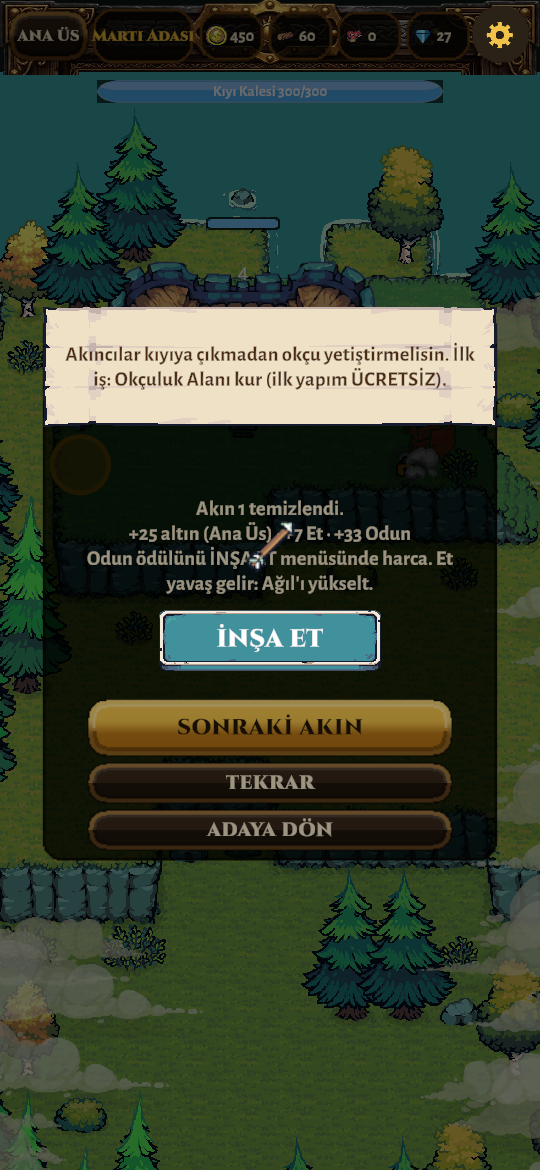 ANA ÜS MARTI ADASI 450 60 0 27
Kıyı Kalesi 300/300
4
Akıncılar kıyıya çıkmadan okçu yetiştirmelisin. İlk
iş: Okçuluk Alanı kur (ilk yapım ÜCRETSİZ).
Akın 1 temizlendi.
+25 altın (Ana Üs) 7 Et · +33 Odun
Odun ödülünü menüsünde harca. Et
yavaş gelir: Ağıl'ı yükselt.
İNŞA ET
SONRAKİ AKIN
TEKRAR
ADAYA DÖN